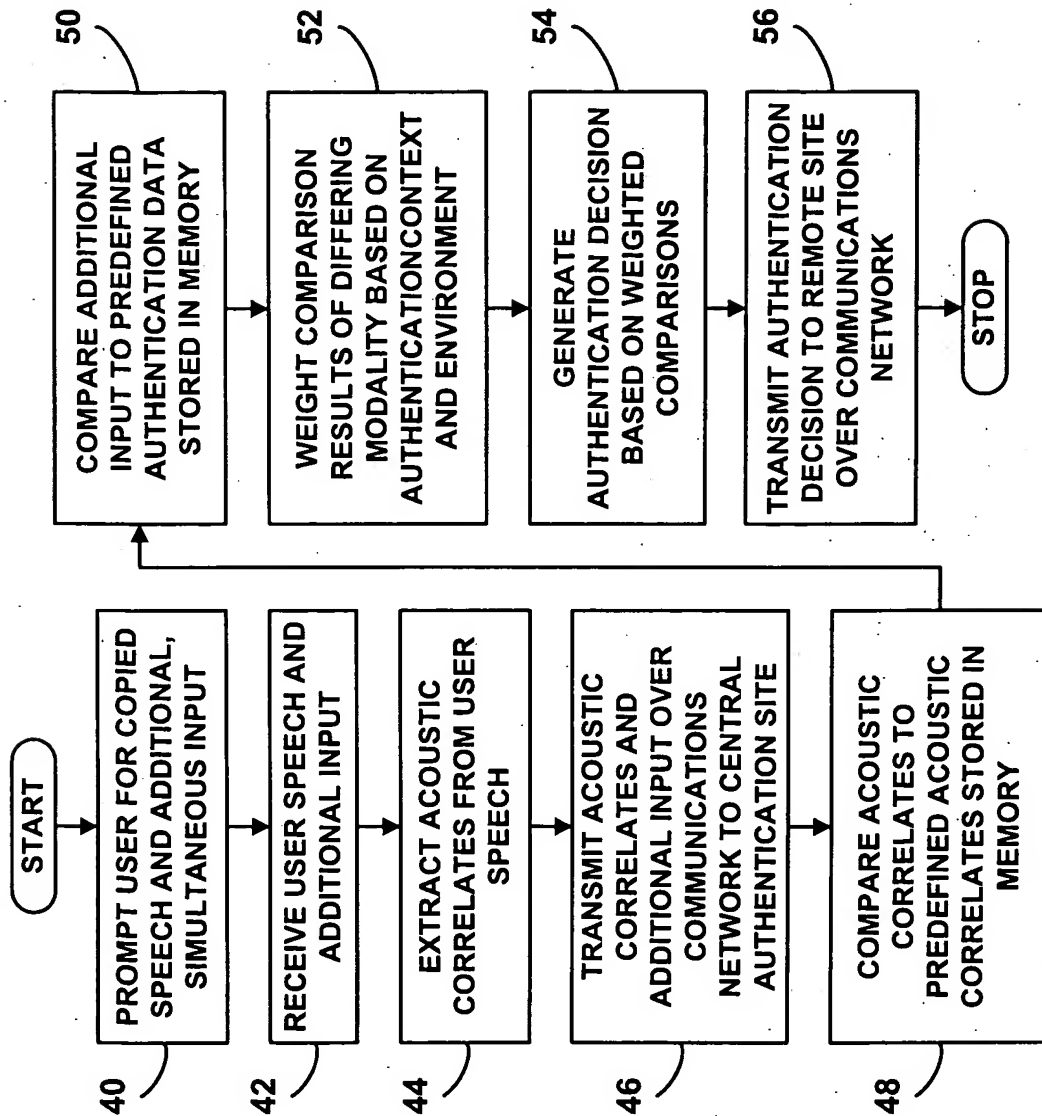 START
40
PROMPT USER FOR COPIED
SPEECH AND ADDITIONAL,
SIMULTANEOUS INPUT
42
RECEIVE USER SPEECH AND
ADDITIONAL INPUT
44
EXTRACT ACOUSTIC
CORRELATES FROM USER
SPEECH
46
TRANSMIT ACOUSTIC
CORRELATES AND
ADDITIONAL INPUT OVER
COMMUNICATIONS
NETWORK TO CENTRAL
AUTHENTICATION SITE
48
COMPARE ACOUSTIC
CORRELATES TO
PREDEFINED ACOUSTIC
CORRELATES STORED IN
MEMORY
50
COMPARE ADDITIONAL
INPUT TO PREDEFINED
AUTHENTICATION DATA
STORED IN MEMORY
52
WEIGHT COMPARISON
RESULTS OF DIFFERING
MODALITY BASED ON
AUTHENTICATIONCONTEXT
AND ENVIRONMENT
54
GENERATE
AUTHENTICATION DECISION
BASED ON WEIGHTED
COMPARISONS
56
TRANSMIT AUTHENTICATION
DECISION TO REMOTE SITE
OVER COMMUNICATIONS
NETWORK
STOP